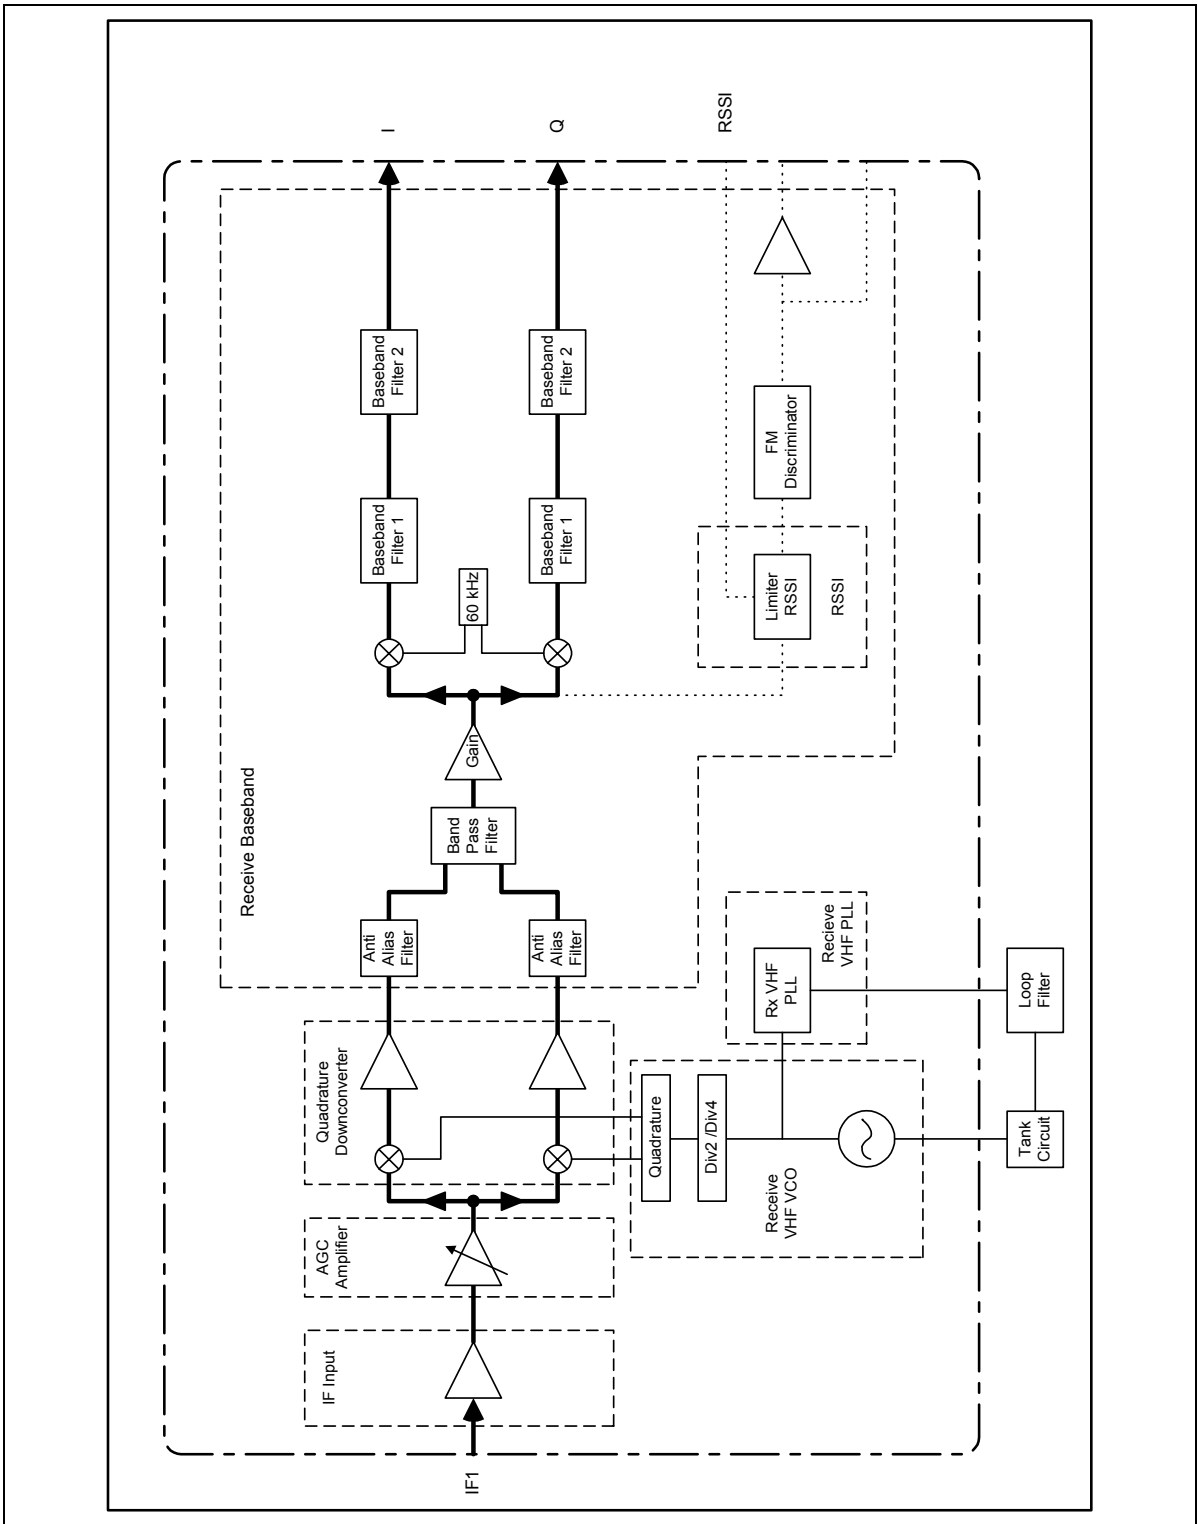 IF1
IF Input
AGC
Amplifier
Quadrature
Downconverter
Receive Baseband
Anti
Alias
Filter
Anti
Alias
Filter
Band
Pass
Filter
Gain
60 kHz
Baseband
Filter 1
Baseband
Filter 2
I
Baseband
Filter 1
Baseband
Filter 2
Q
Limiter
RSSI
RSSI
FM
Discriminator
RSSI
Quadrature
Div2 /Div4
Receive
VHF VCO
Rx VHF
PLL
Recieve
VHF PLL
Tank
Circuit
Loop
Filter